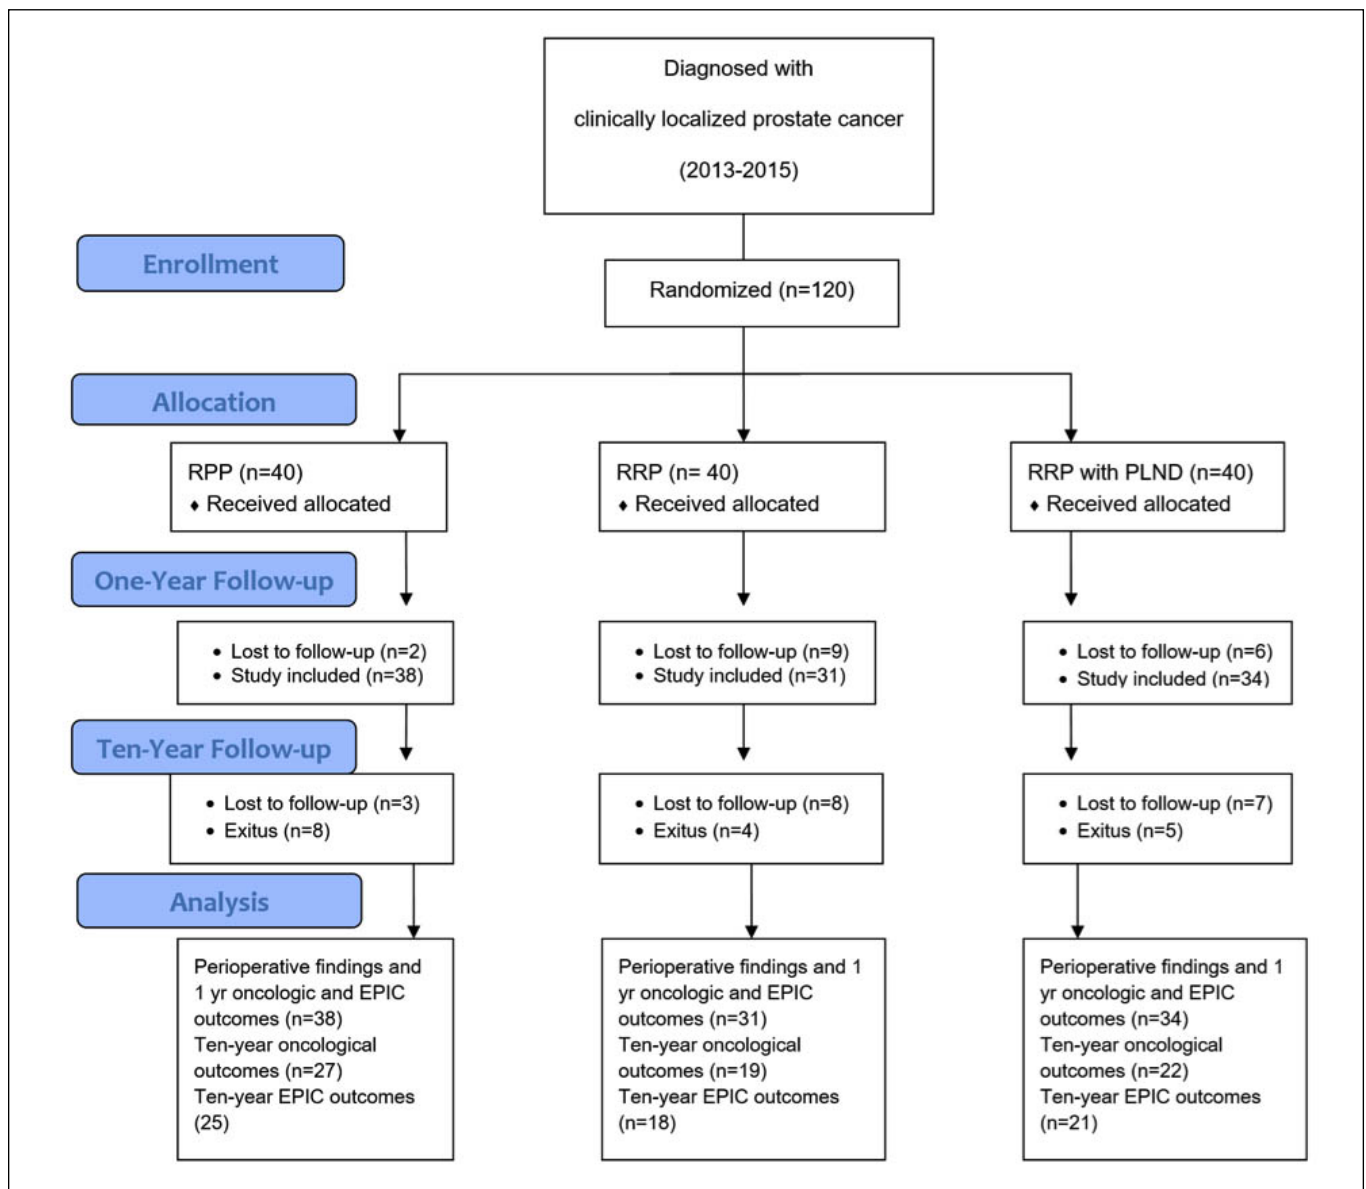 Diagnosed with
clinically localized prostate cancer
(2013-2015)
Enrollment
Randomized (n=120)
Allocation
RPP (n=40)
♦ Received allocated
RRP (n= 40)
♦ Received allocated
RRP with PLND (n=40)
♦ Received allocated
One-Year Follow-up
• Lost to follow-up (n=2)
• Study included (n=38)
• Lost to follow-up (n=9)
• Study included (n=31)
• Lost to follow-up (n=6)
• Study included (n=34)
Ten-Year Follow-up
• Lost to follow-up (n=3)
• Exitus (n=8)
• Lost to follow-up (n=8)
• Exitus (n=4)
• Lost to follow-up (n=7)
• Exitus (n=5)
Analysis
Perioperative findings and
1 yr oncologic and EPIC
outcomes (n=38)
Ten-year oncological
outcomes (n=27)
Ten-year EPIC outcomes
(25)
Perioperative findings and 1
yr oncologic and EPIC
outcomes (n=31)
Ten-year oncological
outcomes (n=19)
Ten-year EPIC outcomes
(n=18)
Perioperative findings and 1
yr oncologic and EPIC
outcomes (n=34)
Ten-year oncological
outcomes (n=22)
Ten-year EPIC outcomes
(n=21)